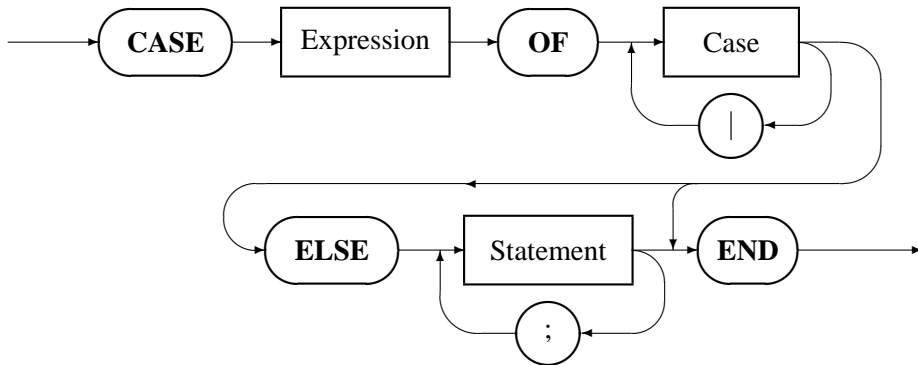 CASE Expression OF Case
|
ELSE Statement END
;